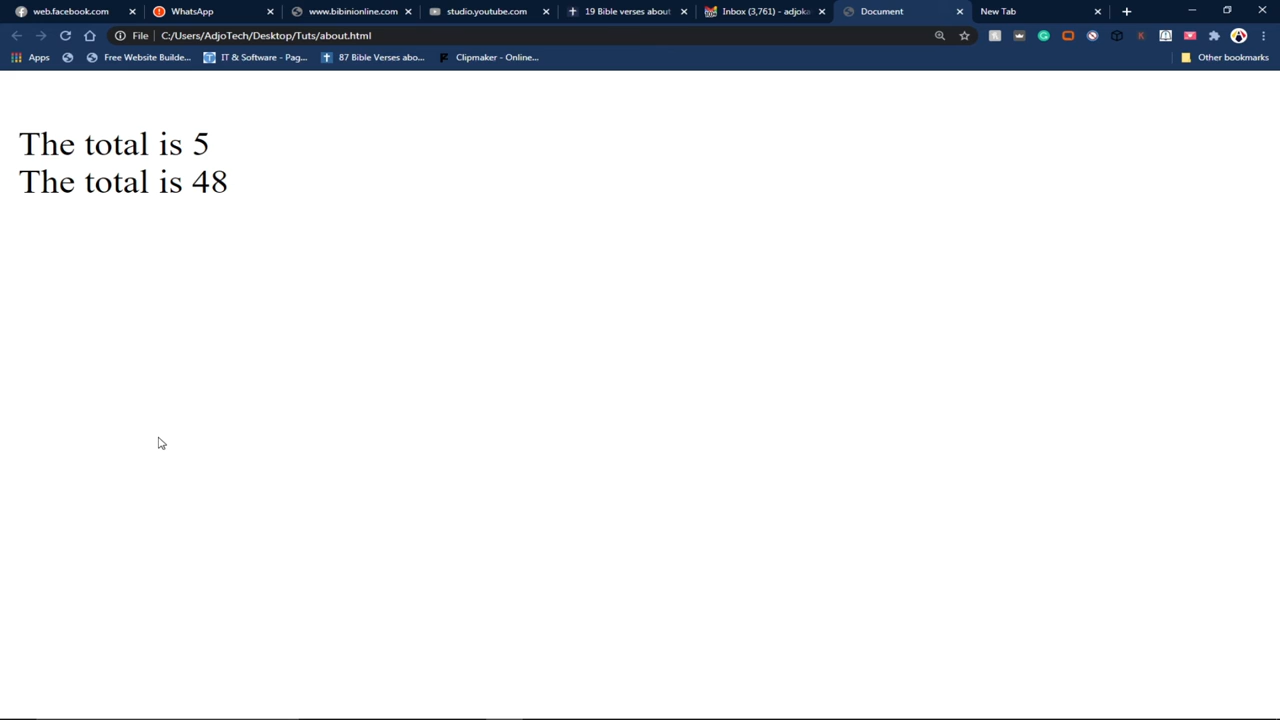 web.facebook.com
WhatsApp
www.bibinionline.com
studio.youtube.com
19 Bible verses about
Inbox (3,761) - adjoka
Document
New Tab
File
C:/Users/AdjoTech/Desktop/Tuts/about.html
Apps
Free Website Builde...
IT & Software - Pag...
87 Bible Verses abo...
Clipmaker - Online...
Other bookmarks
The total is 5
The total is 48